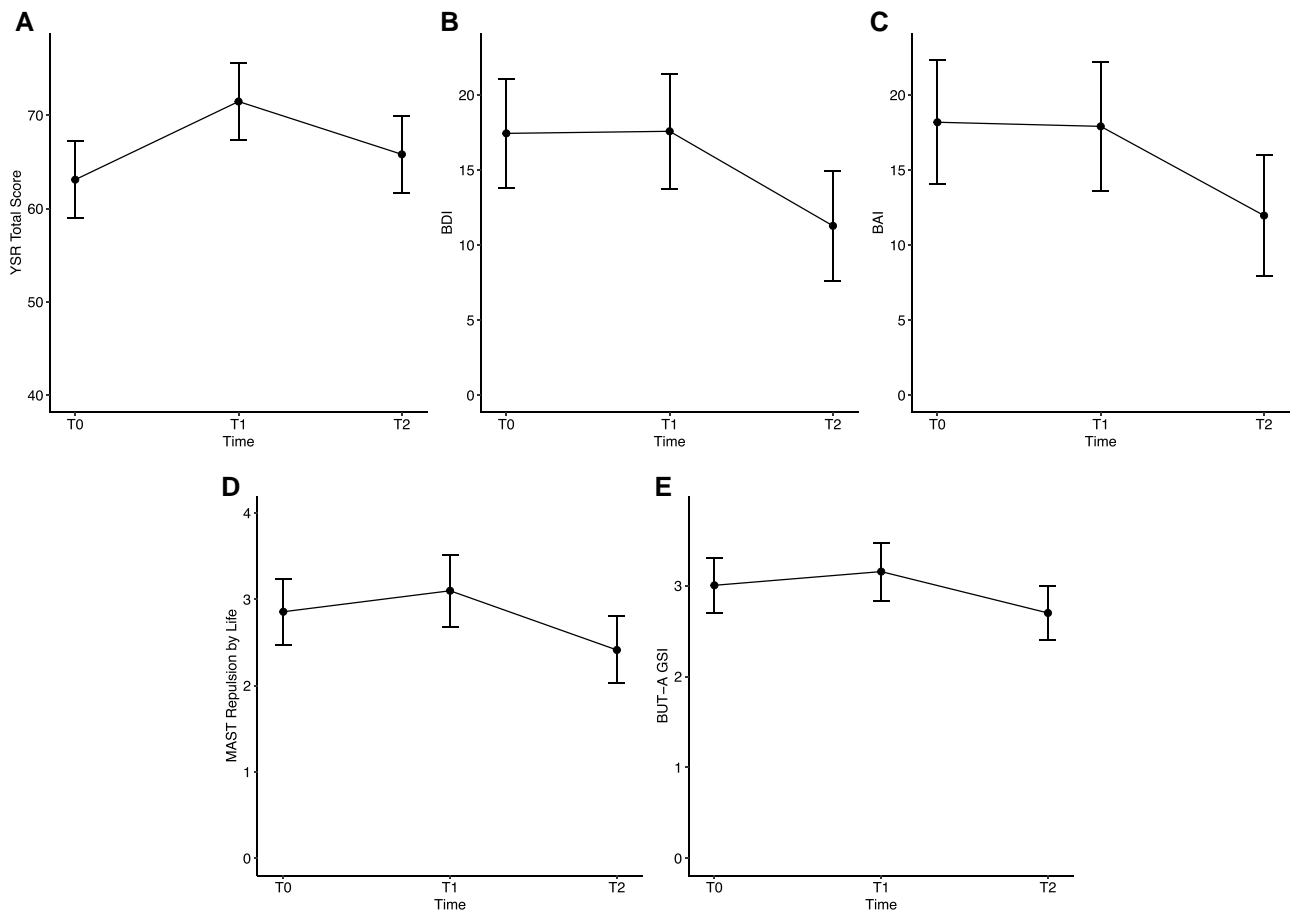 A
YSR Total Score
70
60
50
40
T0 T1 T2
Time
B
BDI
20
15
10
5
0
T0 T1 T2
Time
C
BAI
20
15
10
5
0
T0 T1 T2
Time
D
MAST Repulsion by Life
4
3
2
1
0
T0 T1 T2
Time
E
BUT−A GSI
3
2
1
0
T0 T1 T2
Time